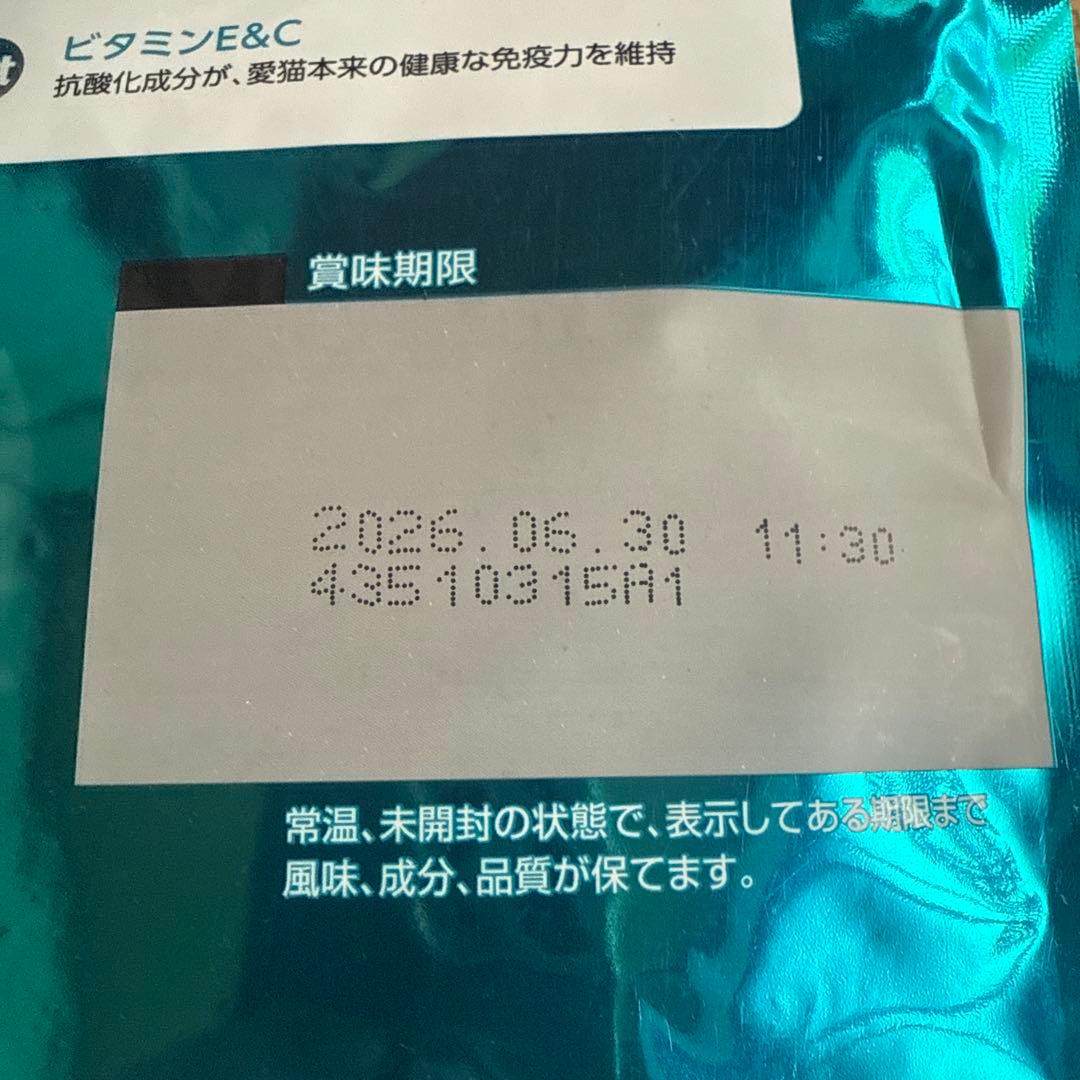 t
ビタミンE&C
抗酸化成分が、愛猫本来の健康な免疫力を維持
賞味期限
2026.06.30 11:30
43510315A1
常温、未開封の状態で、表示してある期限まで
風味、成分、品質が保てます。